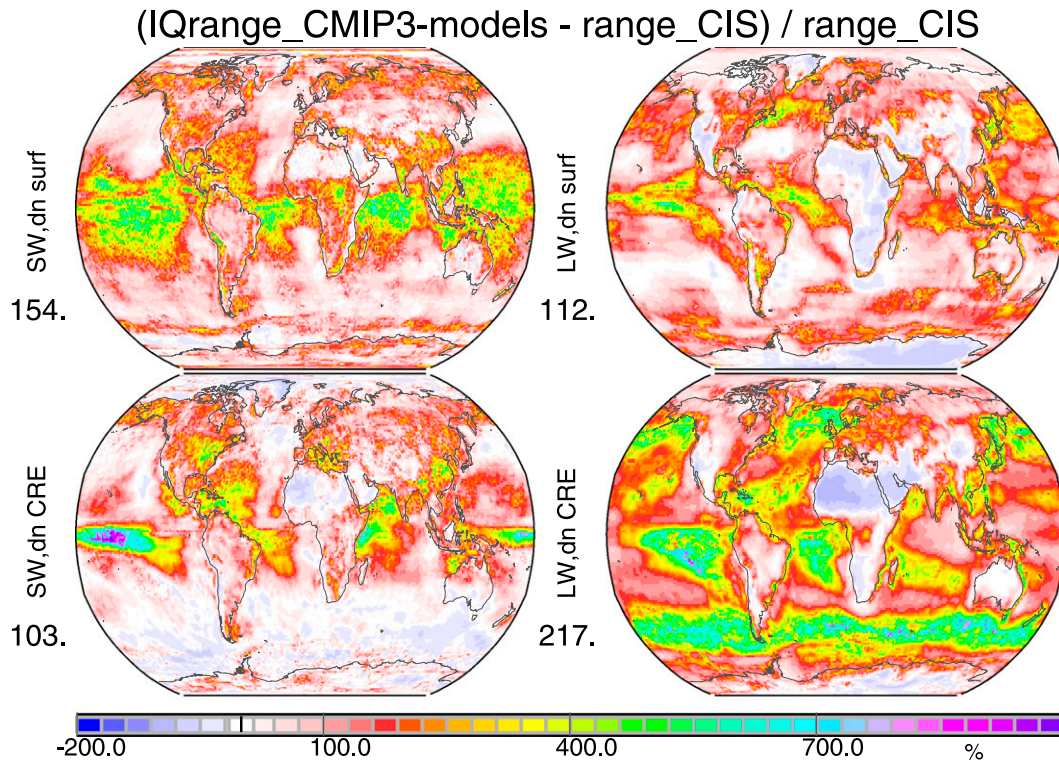 (IQrange_CMIP3-models - range_CIS) / range_CIS
SW,dn surf
154.
LW,dn surf
112.
SW,dn CRE
103.
LW,dn CRE
217.
-200.0 100.0 400.0 700.0 %